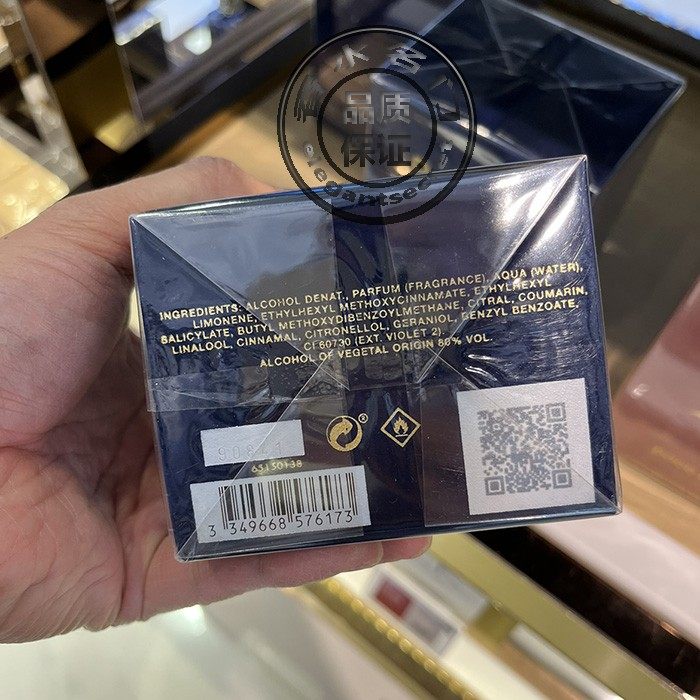 品质
保证
INGREDIENTS: ALCOHOL DENAT., PARFUM (FRAGRANCE), AQUA (WATER),
LIMONENE, ETHYLHEXYL METHOXYCINNAMATE, ETHYLHEXYL
SALICYLATE, BUTYL METHOXYDIBENZOYLMETHANE, CITRAL, COUMARIN,
LINALOOL, CINNAMAL, CITRONELLOL, GERANIOL, BENZYL BENZOATE,
CI 60730 (EXT. VIOLET 2).
ALCOHOL OF VEGETAL ORIGIN 86% VOL.
65150138
3 349668 576173